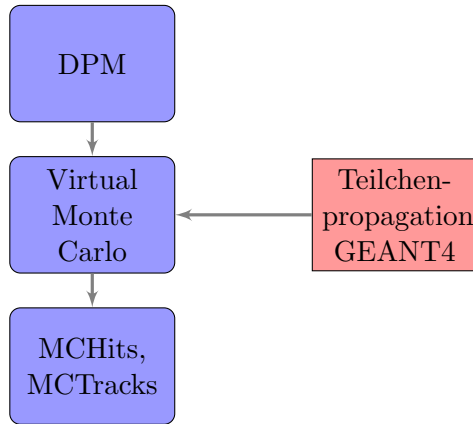 DPM
Virtual
Monte
Carlo
Teilchen-
propagation
GEANT4
MCHits,
MCTracks